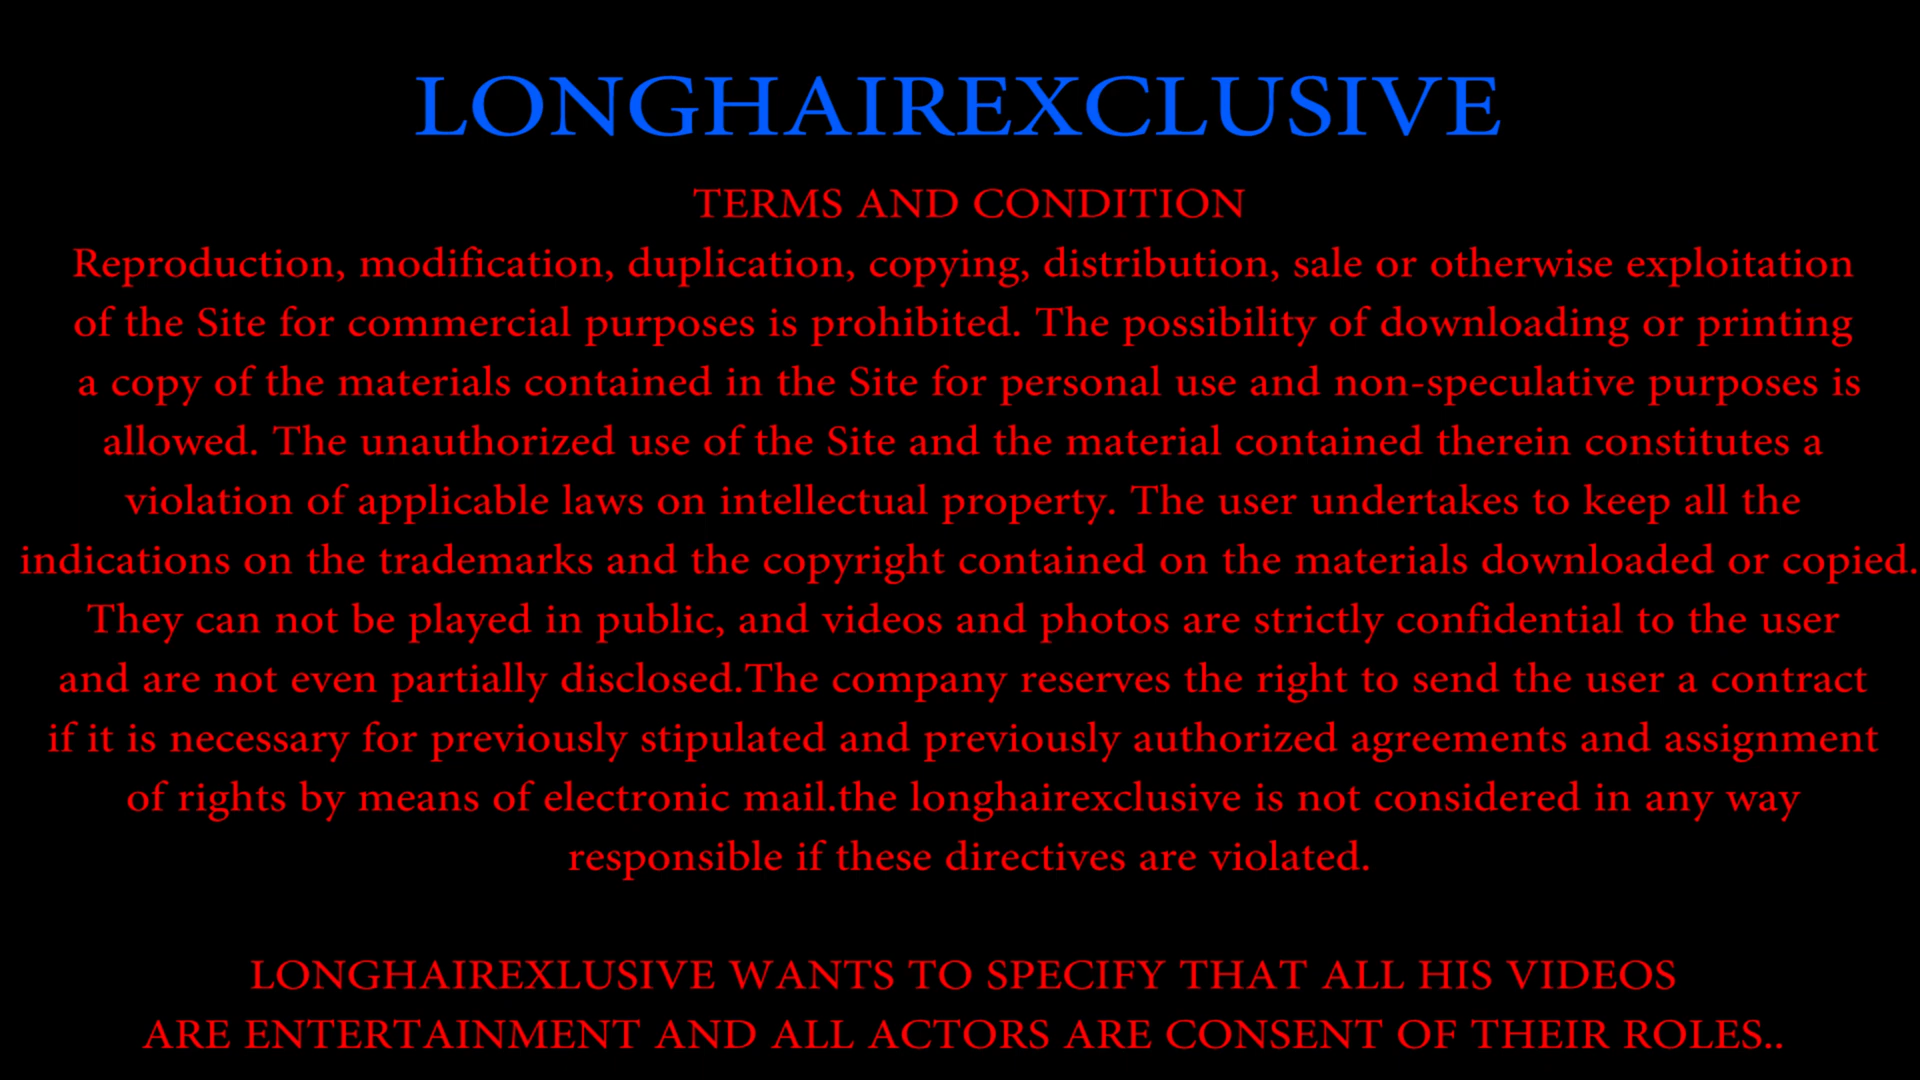 LONGHAIREXCLUSIVE
TERMS AND CONDITION
Reproduction, modification, duplication, copying, distribution, sale or otherwise exploitation
of the Site for commercial purposes is prohibited. The possibility of downloading or printing
a copy of the materials contained in the Site for personal use and non-speculative purposes is
allowed. The unauthorized use of the Site and the material contained therein constitutes a
violation of applicable laws on intellectual property. The user undertakes to keep all the
indications on the trademarks and the copyright contained on the materials downloaded or copied.
They can not be played in public, and videos and photos are strictly confidential to the user
and are not even partially disclosed.The company reserves the right to send the user a contract
if it is necessary for previously stipulated and previously authorized agreements and assignment
of rights by means of electronic mail.the longhairexclusive is not considered in any way
responsible if these directives are violated.
LONGHAIREXLUSIVE WANTS TO SPECIFY THAT ALL HIS VIDEOS
ARE ENTERTAINMENT AND ALL ACTORS ARE CONSENT OF THEIR ROLES..